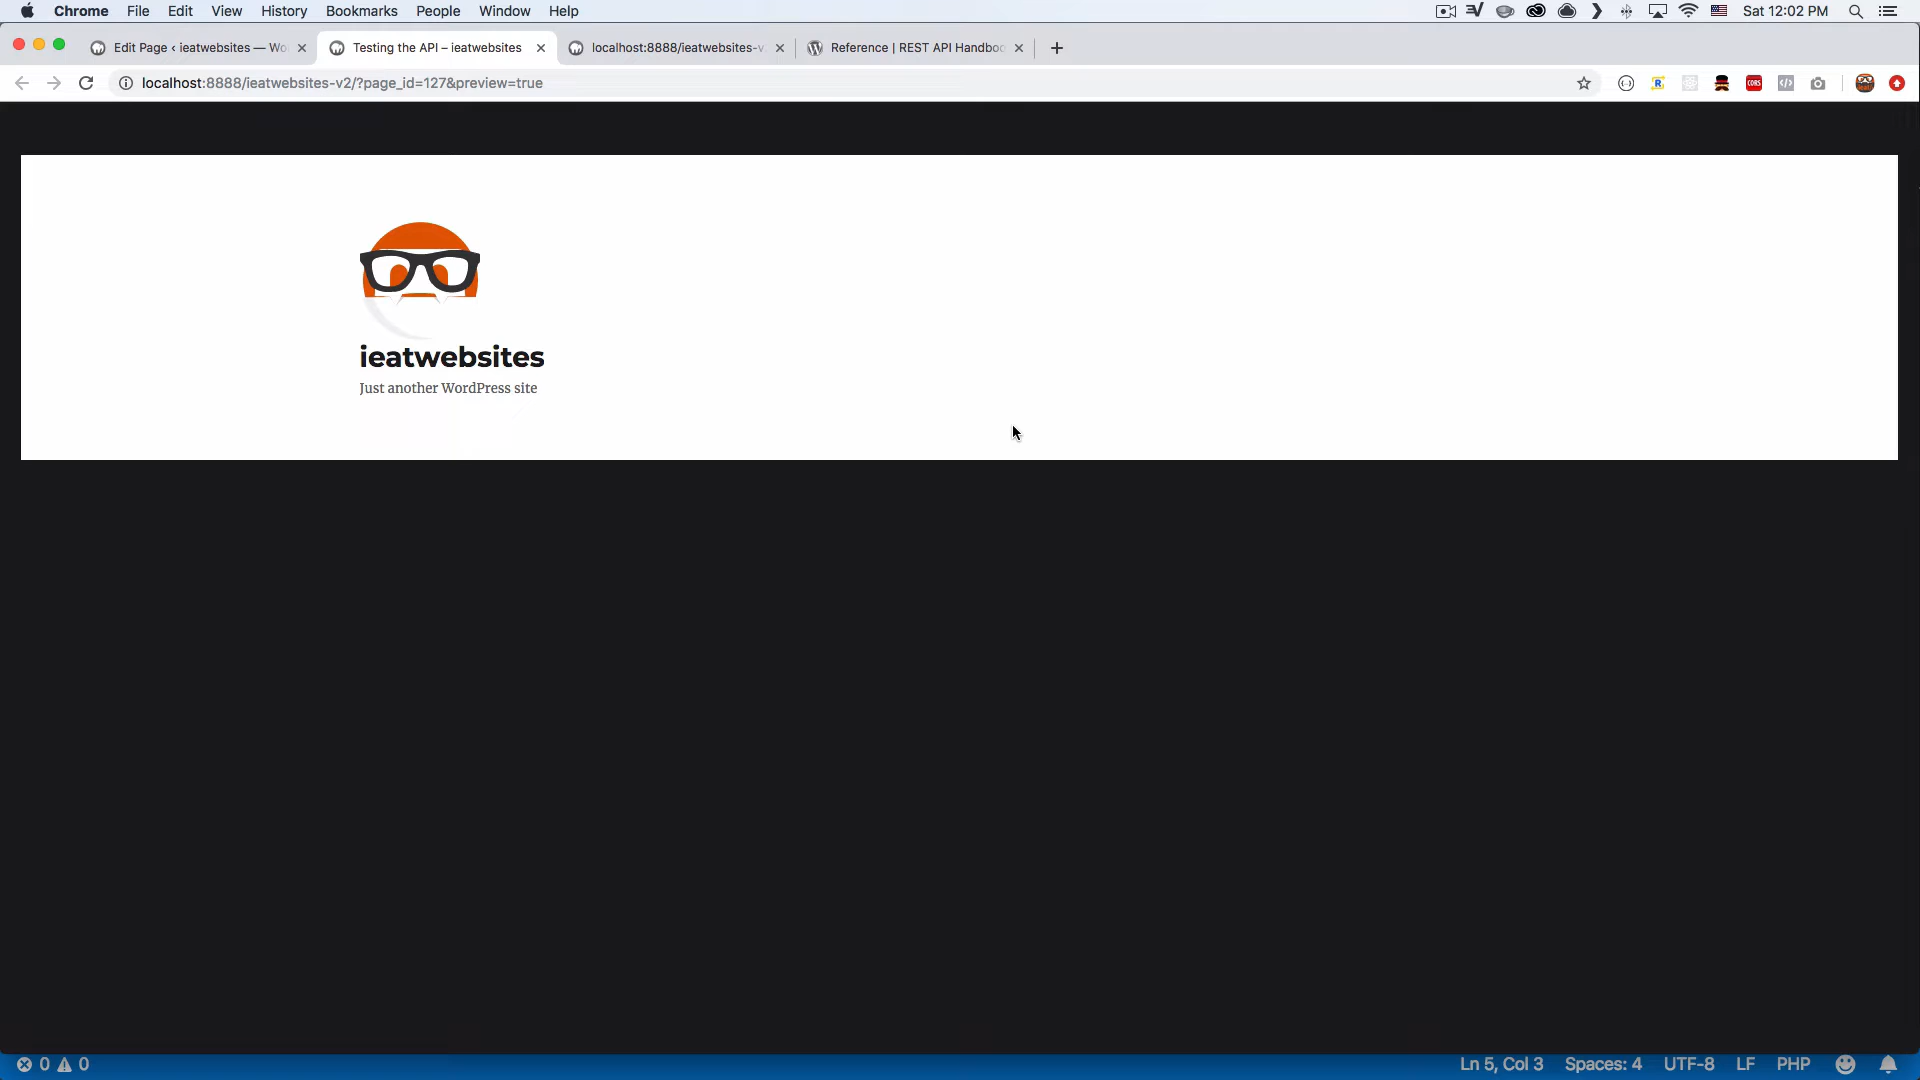 Chrome File Edit View History Bookmarks People Window Help Sat 12:02 PM
Edit Page ‹ ieatwebsites — Wo Testing the API – ieatwebsites localhost:8888/ieatwebsites-v Reference | REST API Handboo
localhost:8888/ieatwebsites-v2/?page_id=127&preview=true R CORS
ieatwebsites
Just another WordPress site
0 0 Ln 5, Col 3 Spaces: 4 UTF-8 LF PHP